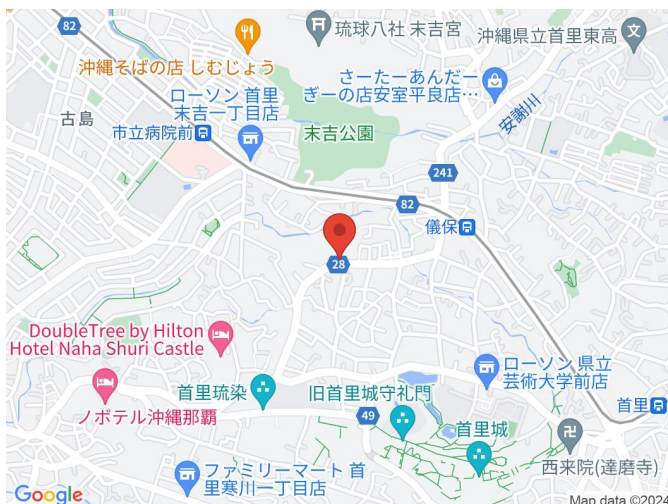 82
琉球八社 末吉宮
沖縄県立首里東高
沖縄そばの店 しむじょう
さーたーあんだー
ぎーの店安室平良店…
ローソン 首里
末吉一丁目店
古島
市立病院前
末吉公園
安謝川
241
82
儀保
28
DoubleTree by Hilton
Hotel Naha Shuri Castle
ローソン 県立
芸術大学前店
首里琉染
旧首里城守礼門
ノボテル沖縄那覇
49
首里城
首里
西来院(達磨寺)
ファミリーマート 首
里寒川一丁目店
Google
Map data ©2024